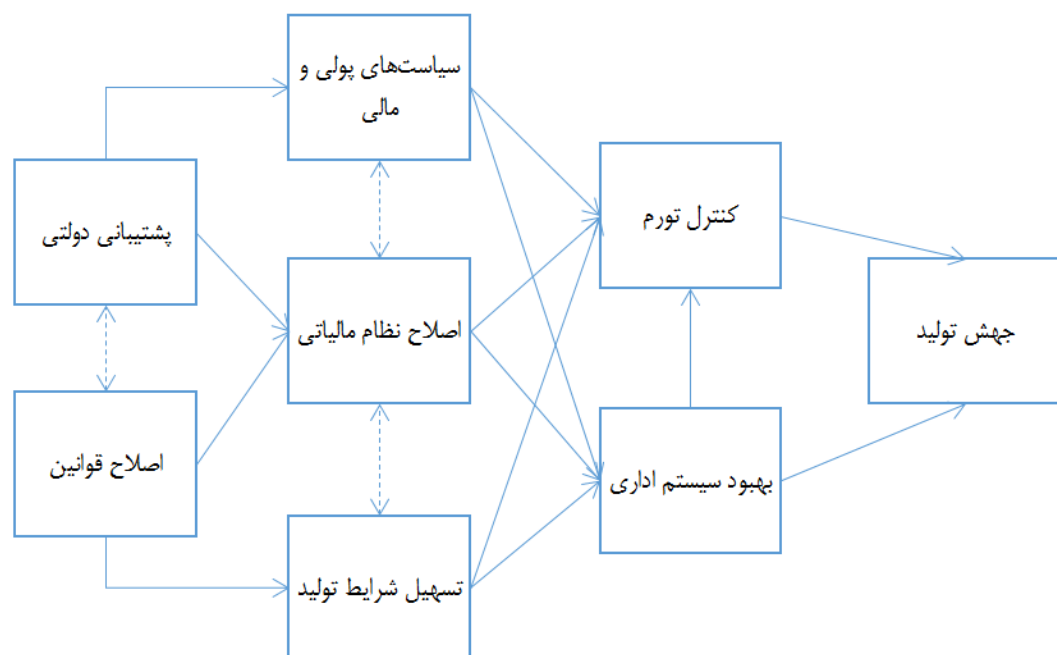 سیاست‌های پولی و
مالی
پشتیبانی دولتی
کنترل تورم
اصلاح نظام مالیاتی
جهش تولید
اصلاح قوانین
بهبود سیستم اداری
تسهیل شرایط تولید